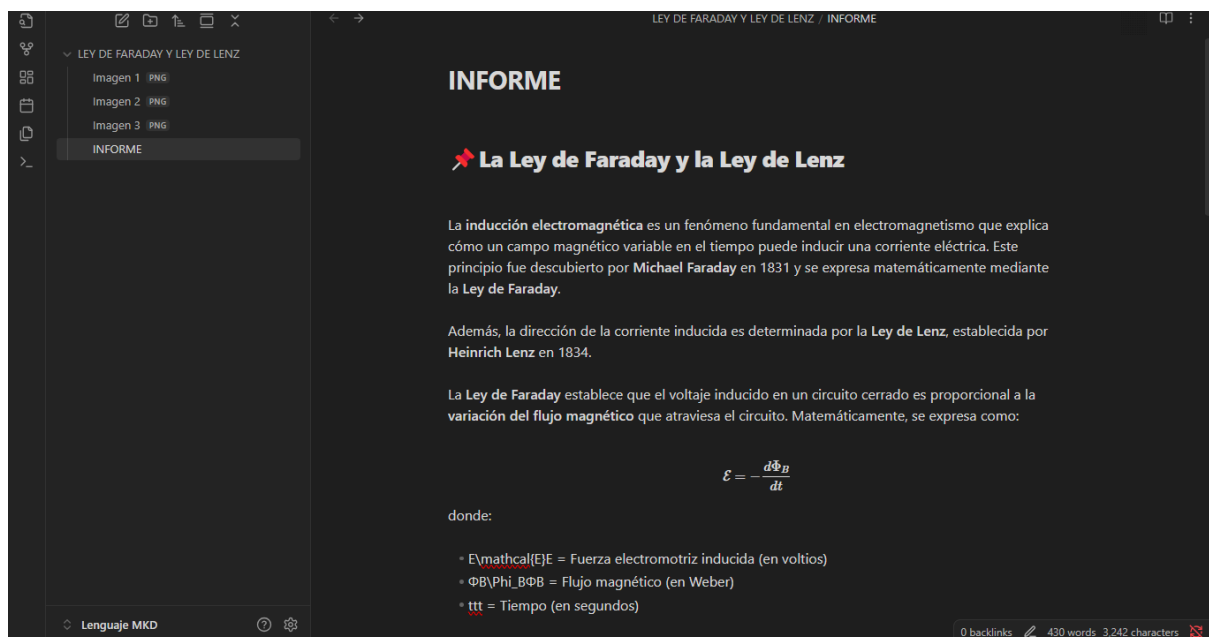 LEY DE FARADAY Y LEY DE LENZ / INFORME
LEY DE FARADAY Y LEY DE LENZ
Imagen 1 PNG
Imagen 2 PNG
Imagen 3 PNG
INFORME
INFORME
📌 La Ley de Faraday y la Ley de Lenz
La inducción electromagnética es un fenómeno fundamental en electromagnetismo que explica
cómo un campo magnético variable en el tiempo puede inducir una corriente eléctrica. Este
principio fue descubierto por Michael Faraday en 1831 y se expresa matemáticamente mediante
la Ley de Faraday.
Además, la dirección de la corriente inducida es determinada por la Ley de Lenz, establecida por
Heinrich Lenz en 1834.
La Ley de Faraday establece que el voltaje inducido en un circuito cerrado es proporcional a la
variación del flujo magnético que atraviesa el circuito. Matemáticamente, se expresa como:
ℰ = −dΦ_B/dt
donde:
• E\mathcal{E}E = Fuerza electromotriz inducida (en voltios)
• ΦB\Phi_BΦB = Flujo magnético (en Weber)
• ttt = Tiempo (en segundos)
Lenguaje MKD
0 backlinks 430 words 3,242 characters